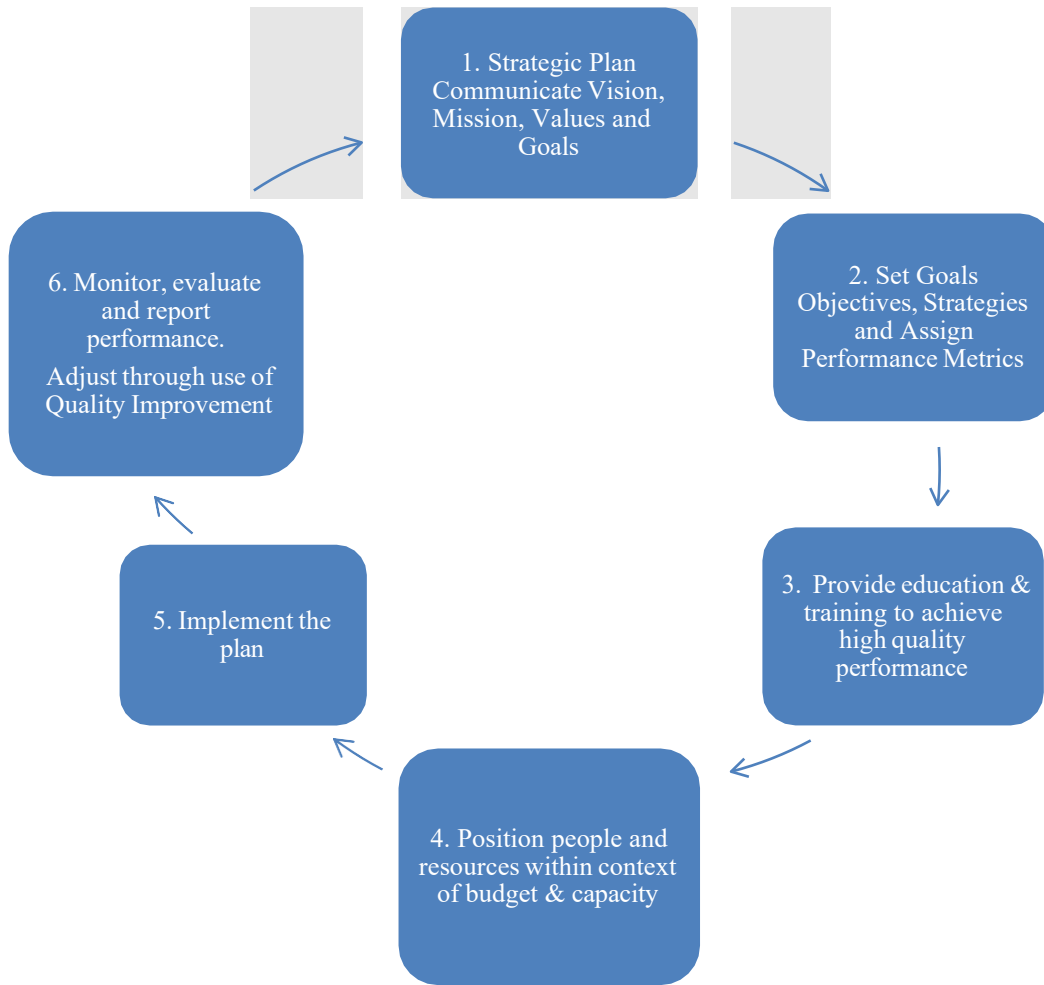 1. Strategic Plan
Communicate Vision,
Mission, Values and
Goals
2. Set Goals
Objectives, Strategies
and Assign
Performance Metrics
3. Provide education &
training to achieve
high quality
performance
4. Position people and
resources within context
of budget & capacity
5. Implement the
plan
6. Monitor, evaluate
and report
performance.
Adjust through use of
Quality Improvement